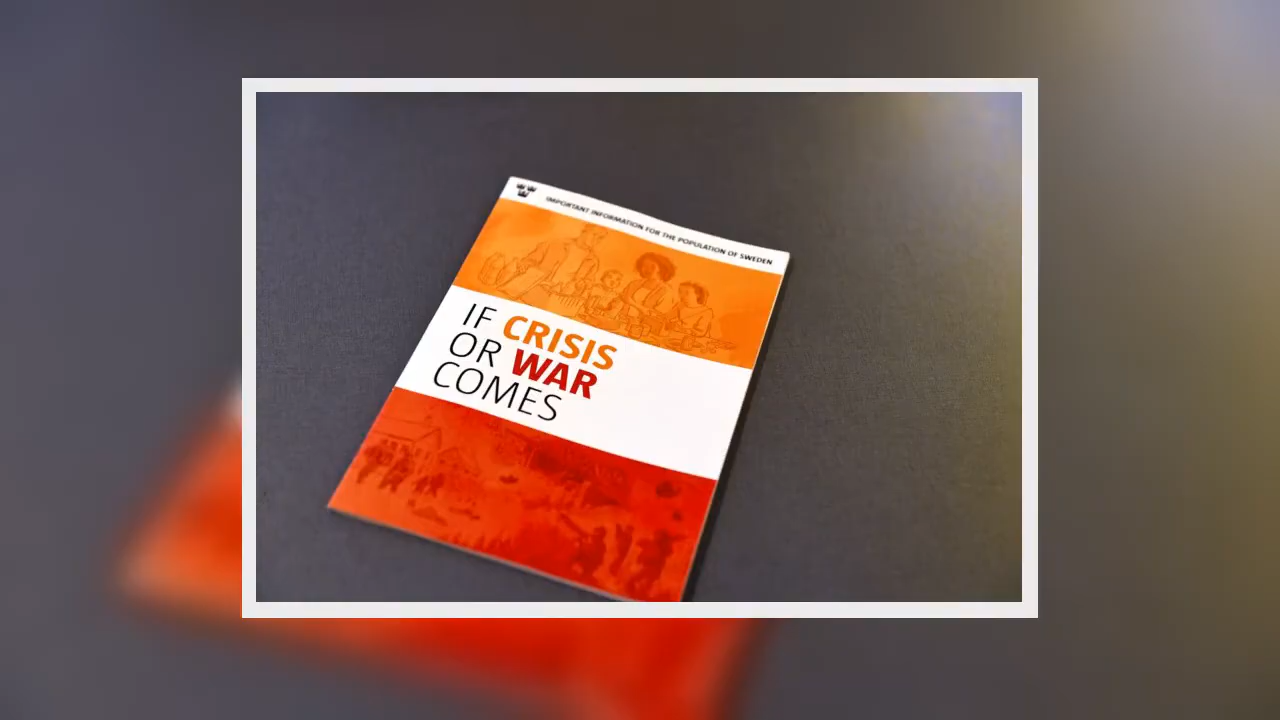 IMPORTANT INFORMATION FOR THE POPULATION OF SWEDEN
IF CRISIS
OR WAR
COMES